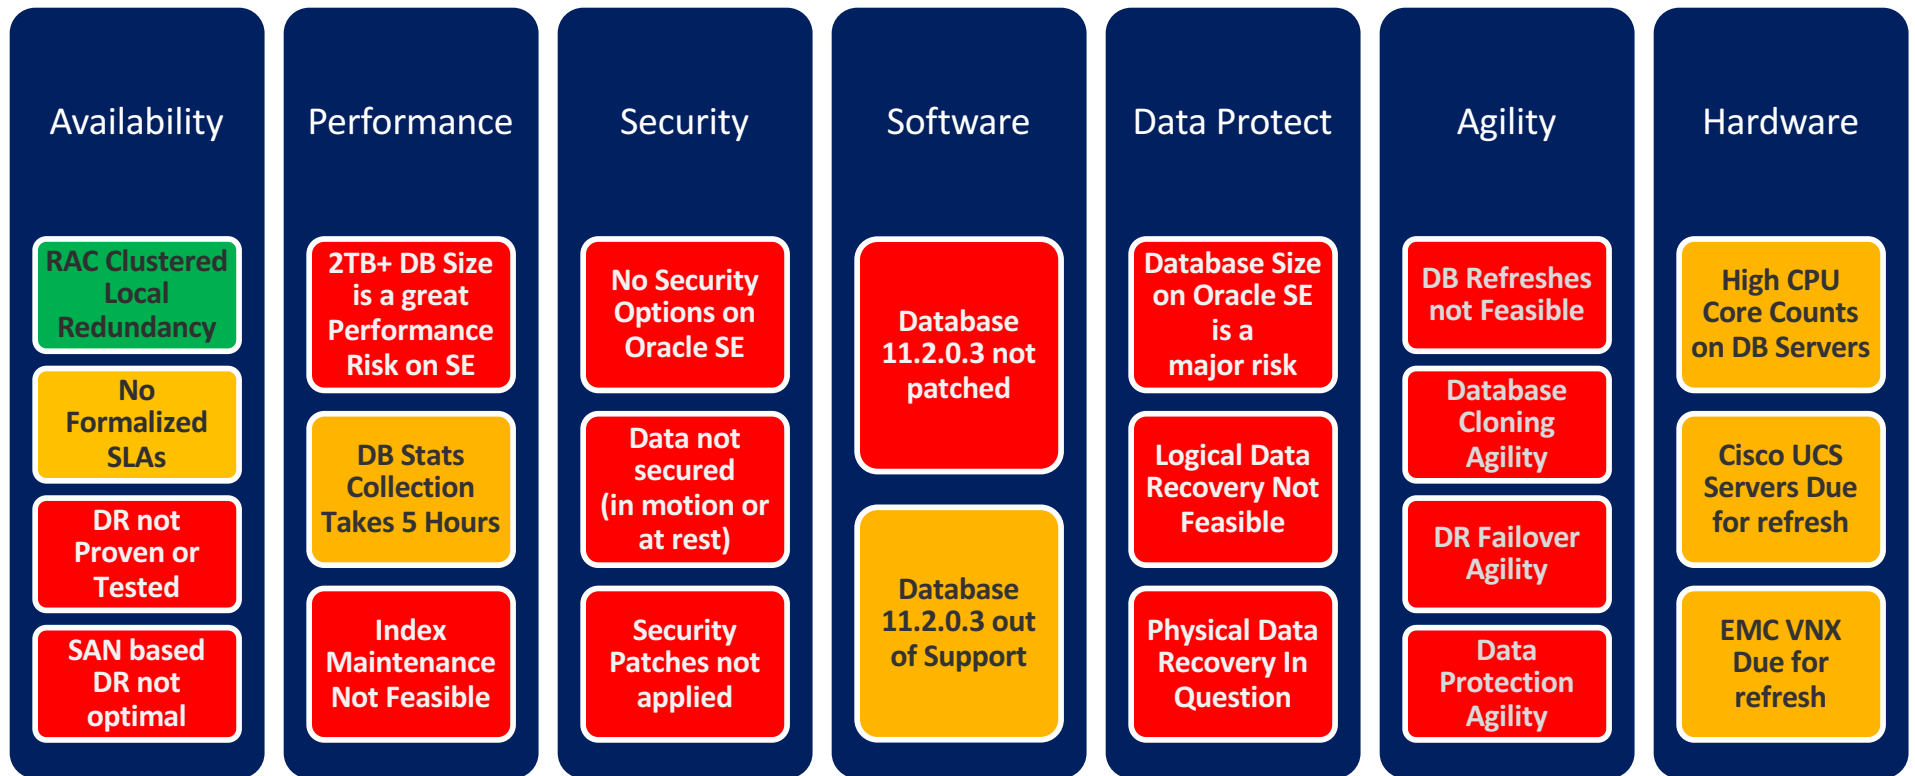 Availability
RAC Clustered
Local
Redundancy
No
Formalized
SLAs
DR not
Proven or
Tested
SAN based
DR not
optimal
Performance
2TB+ DB Size
is a great
Performance
Risk on SE
DB Stats
Collection
Takes 5 Hours
Index
Maintenance
Not Feasible
Security
No Security
Options on
Oracle SE
Data not
secured
(in motion or
at rest)
Security
Patches not
applied
Software
Database
11.2.0.3 not
patched
Database
11.2.0.3 out
of Support
Data Protect
Database Size
on Oracle SE
is a
major risk
Logical Data
Recovery Not
Feasible
Physical Data
Recovery In
Question
Agility
DB Refreshes
not Feasible
Database
Cloning
Agility
DR Failover
Agility
Data
Protection
Agility
Hardware
High CPU
Core Counts
on DB Servers
Cisco UCS
Servers Due
for refresh
EMC VNX
Due for
refresh